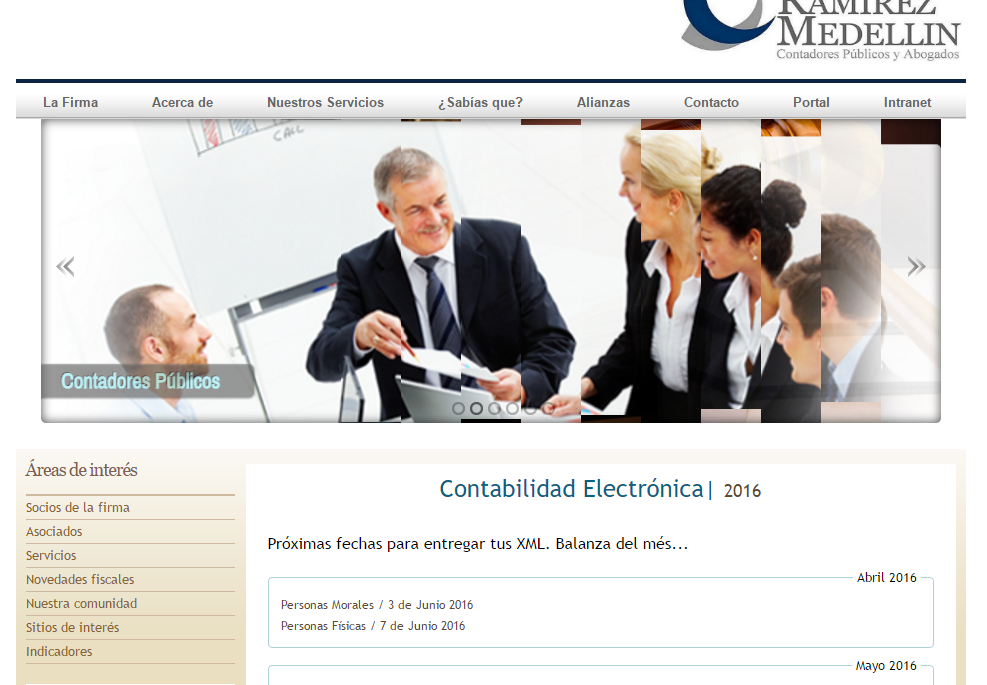 RAMIREZ
MEDELLIN
Contadores Públicos y Abogados
La Firma
Acerca de
Nuestros Servicios
¿Sabías que?
Alianzas
Contacto
Portal
Intranet
CALL
Contadores Públicos
Áreas de interés
Socios de la firma
Asociados
Servicios
Novedades fiscales
Nuestra comunidad
Sitios de interés
Indicadores
Contabilidad Electrónica| 2016
Próximas fechas para entregar tus XML. Balanza del més...
Abril 2016
Personas Morales / 3 de Junio 2016
Personas Físicas / 7 de Junio 2016
Mayo 2016